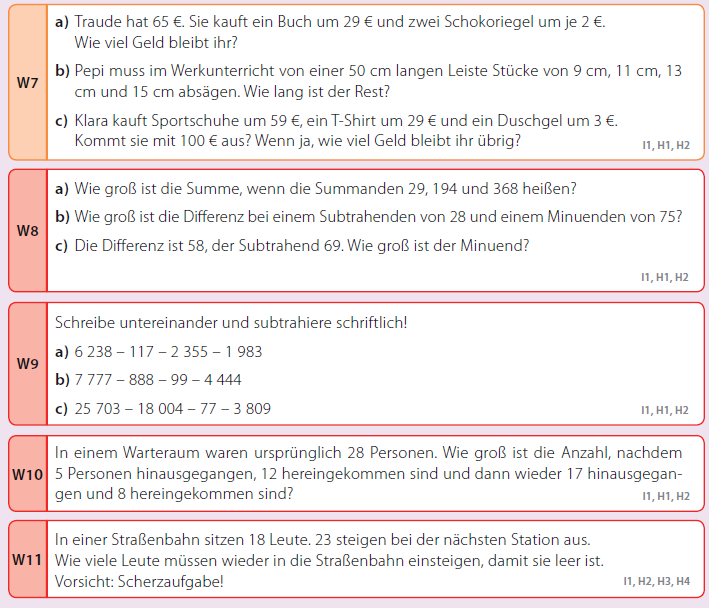 W7
a) Traude hat 65 €. Sie kauft ein Buch um 29 € und zwei Schokoriegel um je 2 €.
Wie viel Geld bleibt ihr?
b) Pepi muss im Werkunterricht von einer 50 cm langen Leiste Stücke von 9 cm, 11 cm, 13
cm und 15 cm absägen. Wie lang ist der Rest?
c) Klara kauft Sportschuhe um 59 €, ein T-Shirt um 29 € und ein Duschgel um 3 €.
Kommt sie mit 100 € aus? Wenn ja, wie viel Geld bleibt ihr übrig?
I1, H1, H2
W8
a) Wie groß ist die Summe, wenn die Summanden 29, 194 und 368 heißen?
b) Wie groß ist die Differenz bei einem Subtrahenden von 28 und einem Minuenden von 75?
c) Die Differenz ist 58, der Subtrahend 69. Wie groß ist der Minuend?
I1, H1, H2
W9
Schreibe untereinander und subtrahiere schriftlich!
a) 6 238 – 117 – 2 355 – 1 983
b) 7 777 – 888 – 99 – 4 444
c) 25 703 – 18 004 – 77 – 3 809
I1, H1, H2
W10
In einem Warteraum waren ursprünglich 28 Personen. Wie groß ist die Anzahl, nachdem
5 Personen hinausgegangen, 12 hereingekommen sind und dann wieder 17 hinausgegan-
gen und 8 hereingekommen sind?
I1, H1, H2
W11
In einer Straßenbahn sitzen 18 Leute. 23 steigen bei der nächsten Station aus.
Wie viele Leute müssen wieder in die Straßenbahn einsteigen, damit sie leer ist.
Vorsicht: Scherzaufgabe!
I1, H2, H3, H4